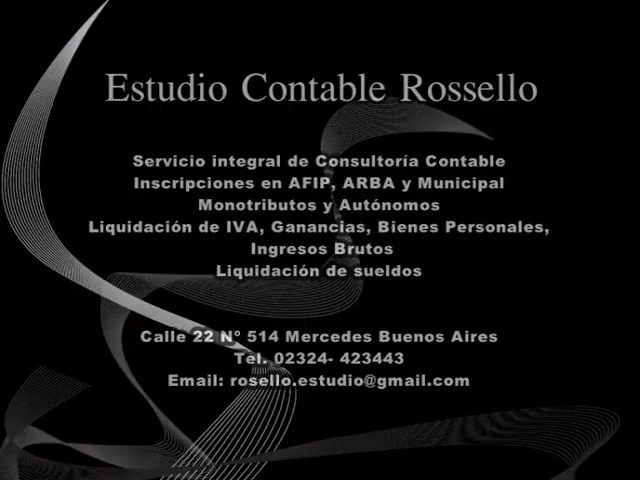 Estudio Contable Rossello
Servicio integral de Consultoría Contable
Inscripciones en AFIP, ARBA y Municipal
Monotributos y Autónomos
Liquidación de IVA, Ganancias, Bienes Personales,
Ingresos Brutos
Liquidación de sueldos
Calle 22 Nº 514 Mercedes Buenos Aires
Tel. 02324- 423443
Email: rosello.estudio@gmail.com